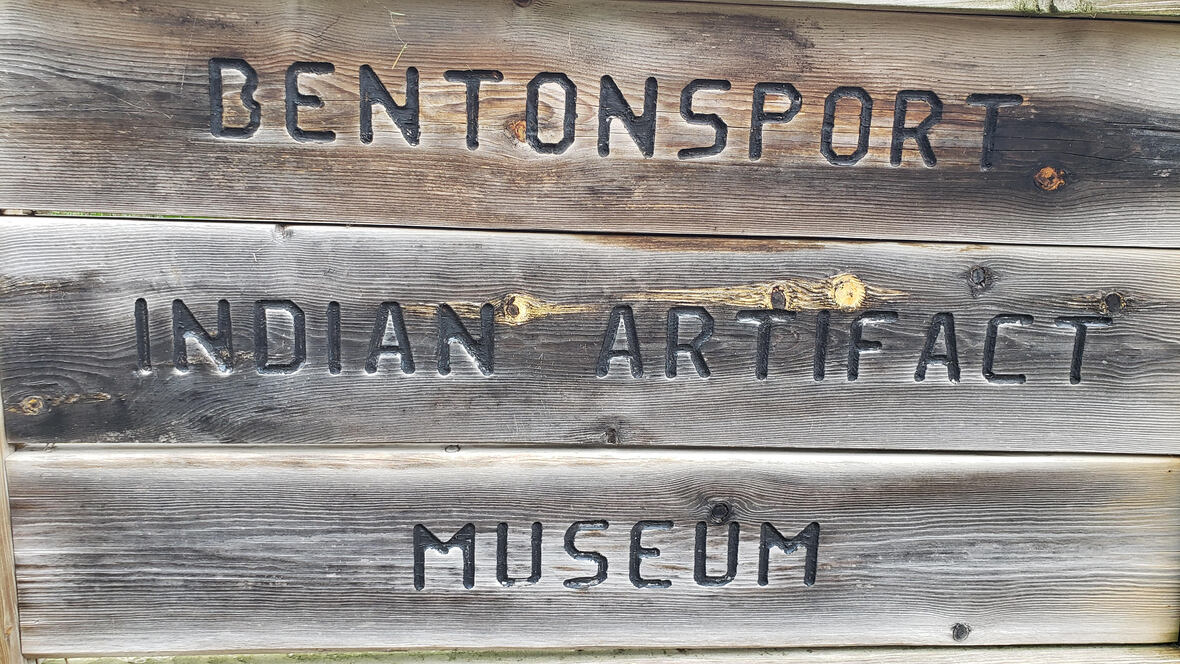 BENTONSPORT
INDIAN ARTIFACT
MUSEUM